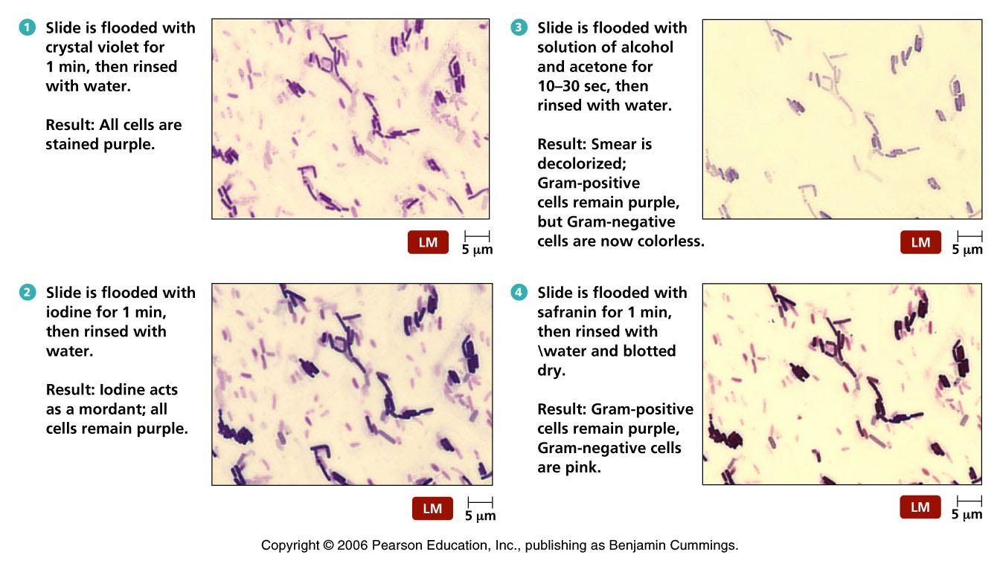 1 Slide is flooded with
crystal violet for
1 min, then rinsed
with water.
Result: All cells are
stained purple.
LM
5 μm
2 Slide is flooded with
iodine for 1 min,
then rinsed with
water.
Result: Iodine acts
as a mordant; all
cells remain purple.
LM
5 μm
3 Slide is flooded with
solution of alcohol
and acetone for
10–30 sec, then
rinsed with water.
Result: Smear is
decolorized;
Gram-positive
cells remain purple,
but Gram-negative
cells are now colorless.
LM
5 μm
4 Slide is flooded with
safranin for 1 min,
then rinsed with
\water and blotted
dry.
Result: Gram-positive
cells remain purple,
Gram-negative cells
are pink.
LM
5 μm
Copyright © 2006 Pearson Education, Inc., publishing as Benjamin Cummings.